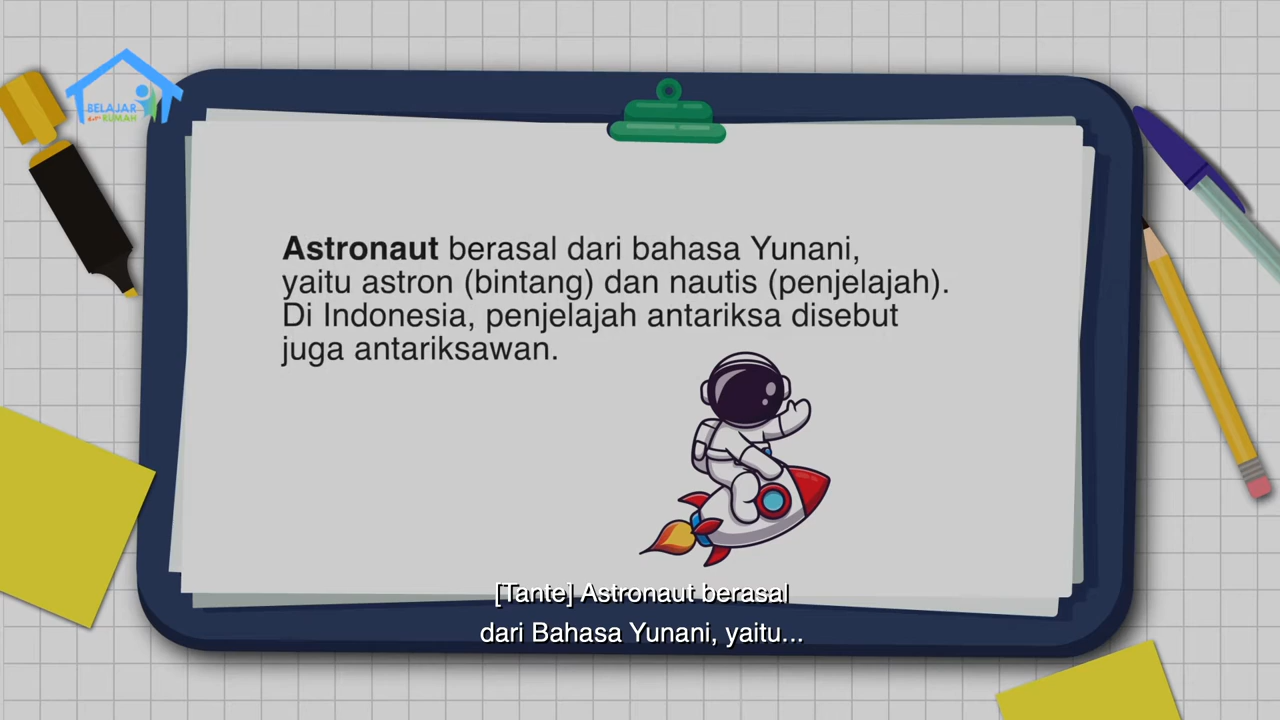 BELAJAR
dari RUMAH
Astronaut berasal dari bahasa Yunani,
yaitu astron (bintang) dan nautis (penjelajah).
Di Indonesia, penjelajah antariksa disebut
juga antariksawan.
[Tante] Astronaut berasal
dari Bahasa Yunani, yaitu...